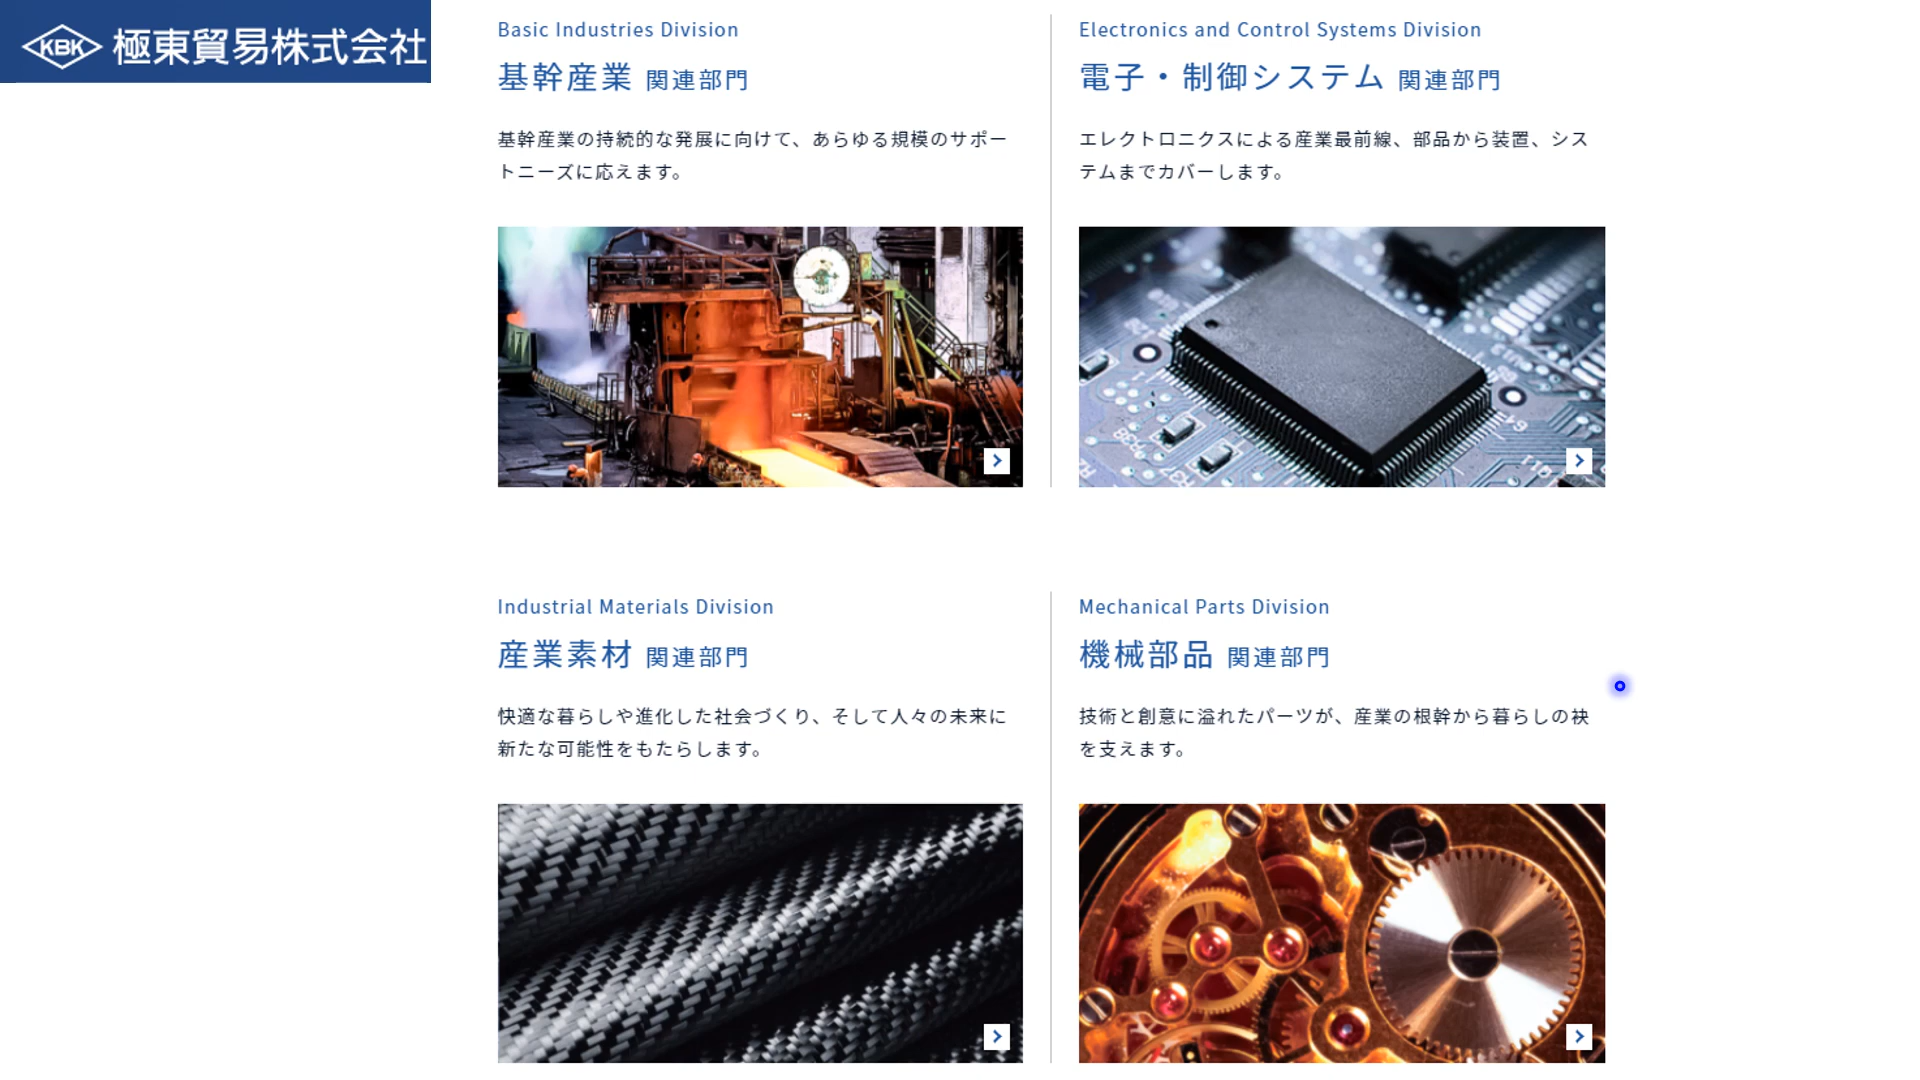 KBK 極東貿易株式会社
Basic Industries Division
基幹産業 関連部門
基幹産業の持続的な発展に向けて、あらゆる規模のサポー
トニーズに応えます。
Electronics and Control Systems Division
電子・制御システム 関連部門
エレクトロニクスによる産業最前線、部品から装置、シス
テムまでカバーします。
Industrial Materials Division
産業素材 関連部門
快適な暮らしや進化した社会づくり、そして人々の未来に
新たな可能性をもたらします。
Mechanical Parts Division
機械部品 関連部門
技術と創意に溢れたパーツが、産業の根幹から暮らしの袂
を支えます。